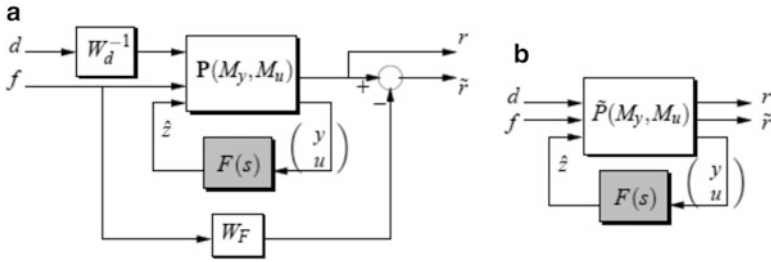 a
d
W_d^{-1}
P(M_y, M_u)
r
f
+
−
r̃
ẑ
F(s)
( y
u )
W_F
b
d
f
P̃(M_y, M_u)
r
r̃
ẑ
F(s)
( y
u )